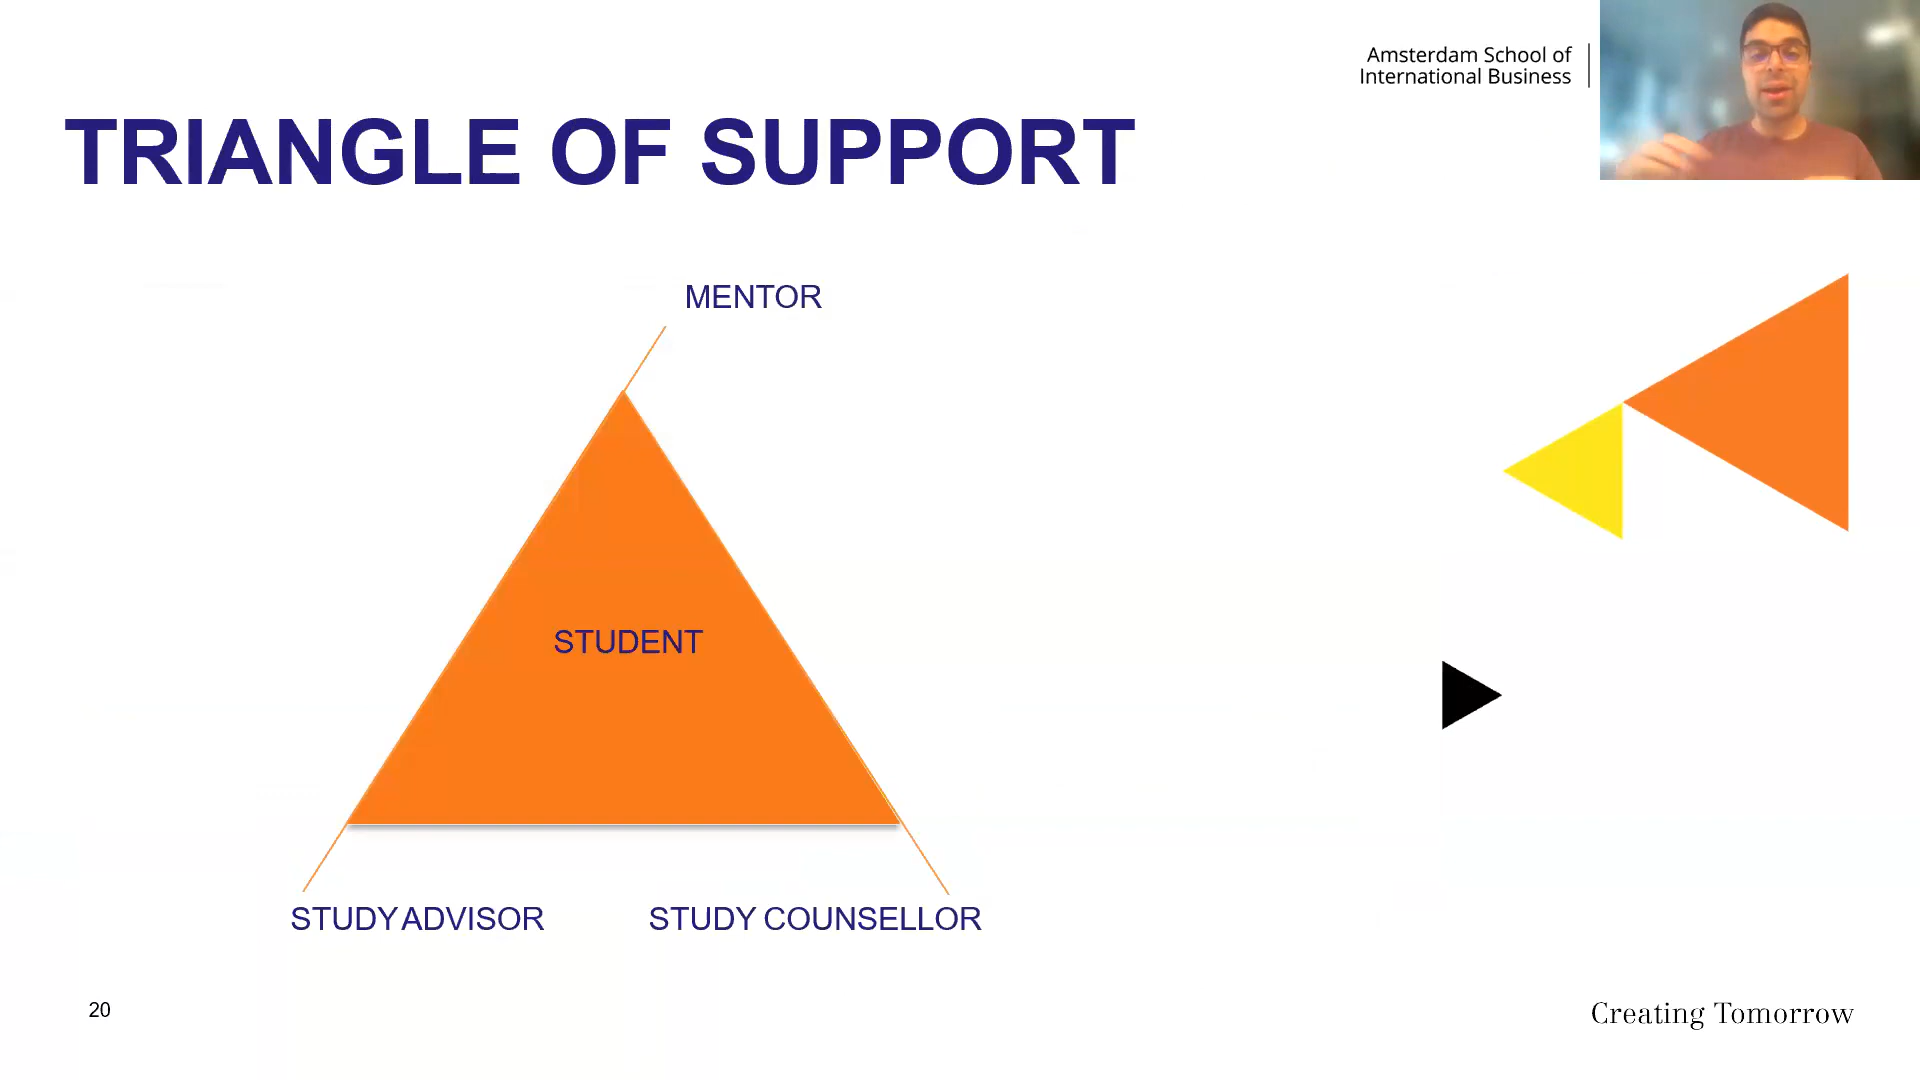 Amsterdam School of
International Business
TRIANGLE OF SUPPORT
MENTOR
STUDENT
STUDY ADVISOR
STUDY COUNSELLOR
20
Creating Tomorrow